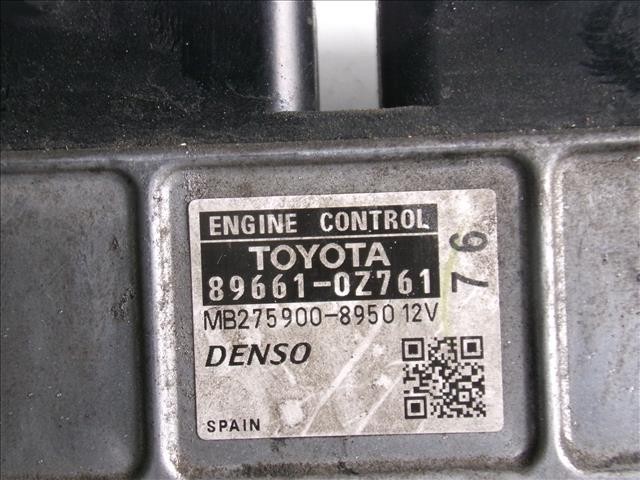 ENGINE CONTROL
TOYOTA
89661-0Z761
76
MB275900-8950 12V
DENSO
SPAIN